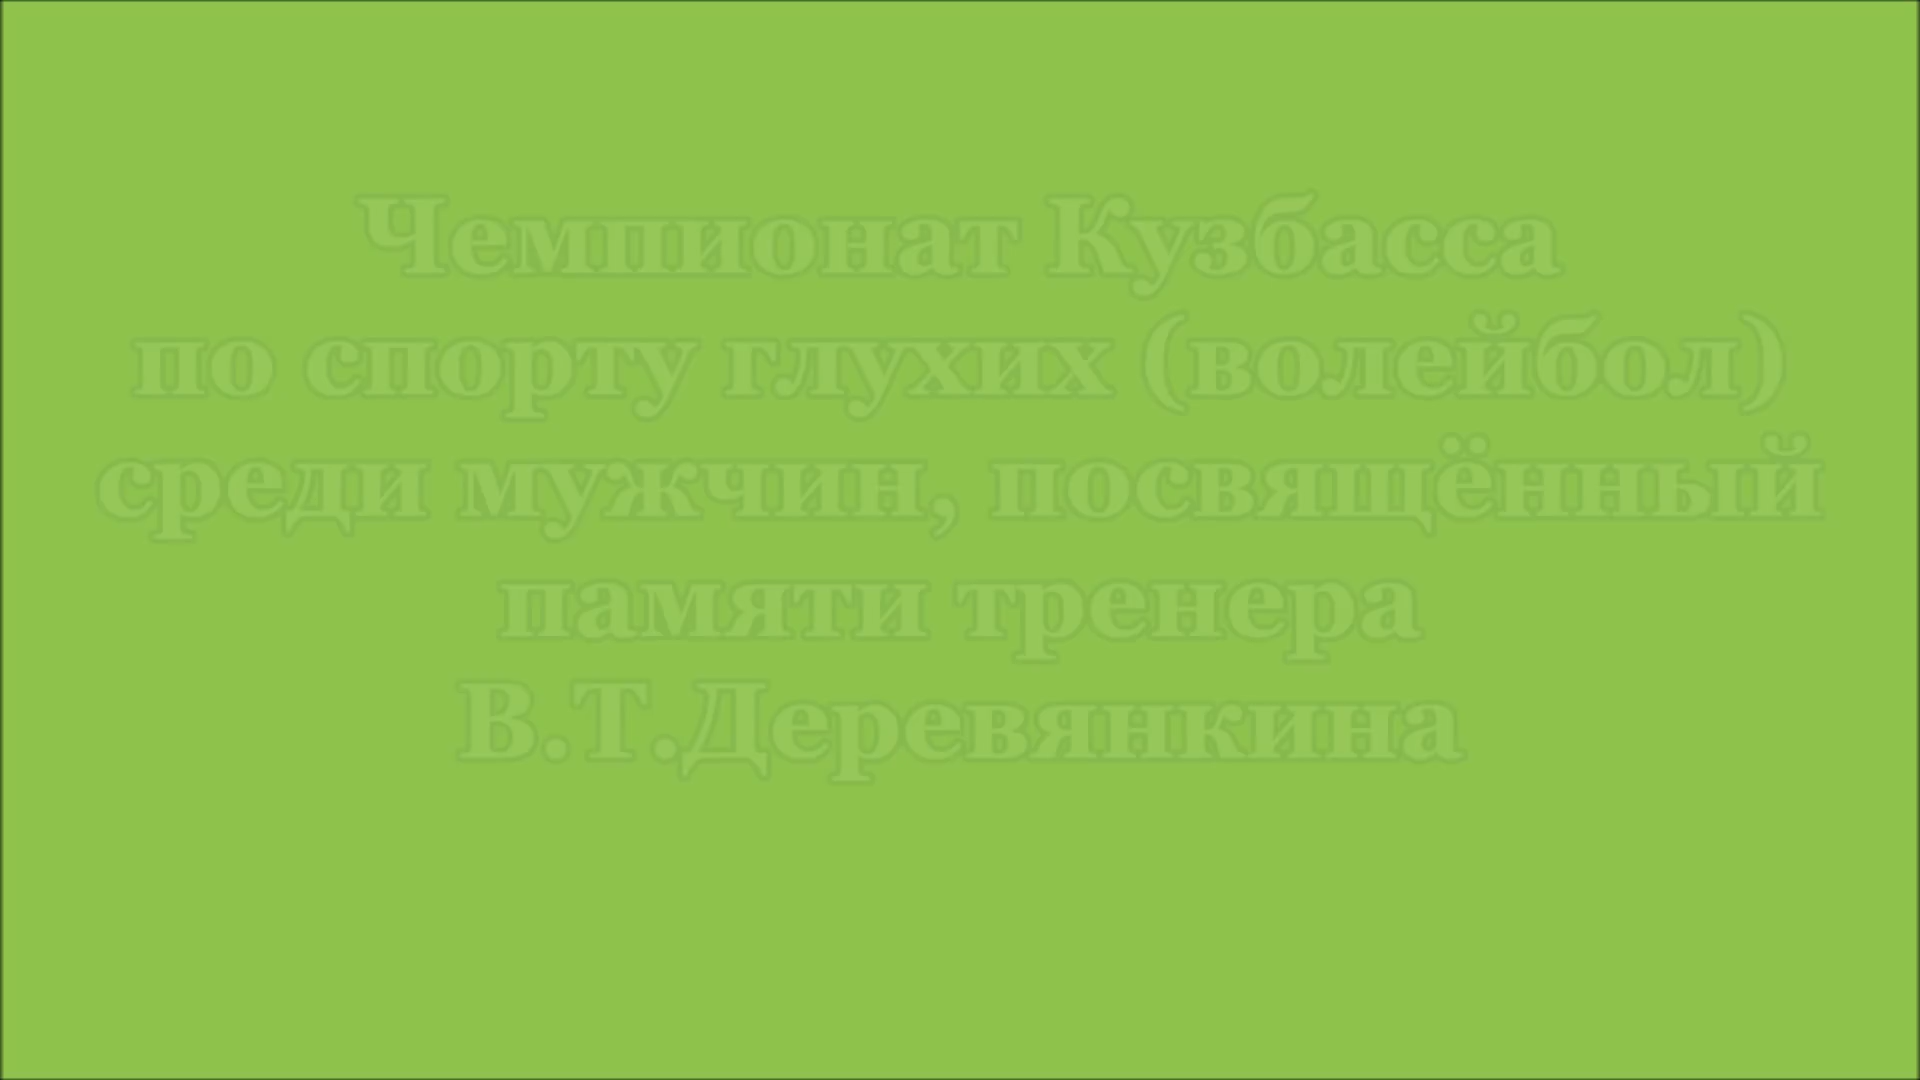 Чемпионат Кузбасса
по спорту глухих (волейбол)
среди мужчин, посвящённый
памяти тренера
В.Т.Деревянкина